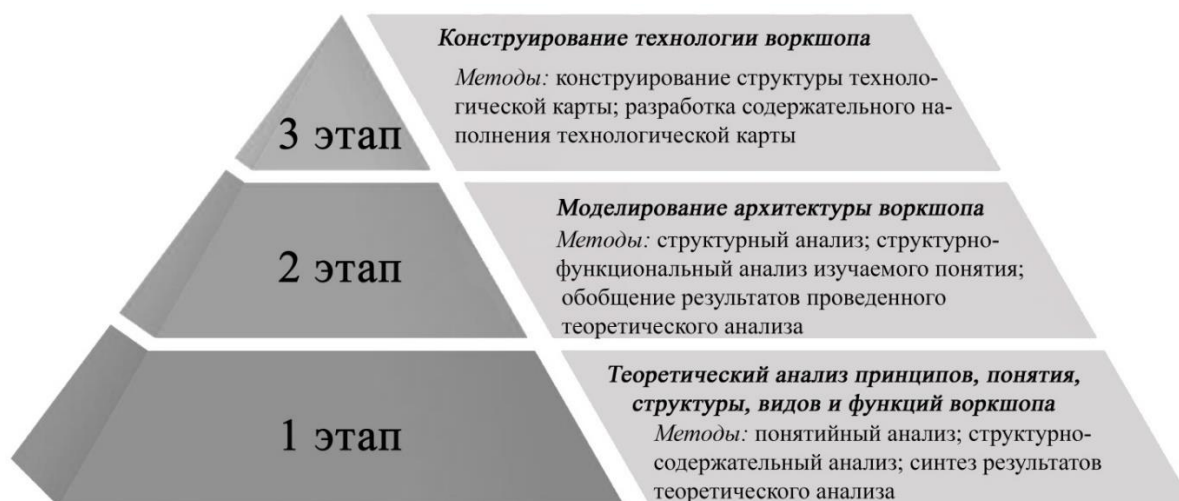 Конструирование технологии воркшопа
Методы: конструирование структуры техноло-
гической карты; разработка содержательного на-
полнения технологической карты
3 этап
Моделирование архитектуры воркшопа
Методы: структурный анализ; структурно-
функциональный анализ изучаемого понятия;
обобщение результатов проведенного
теоретического анализа
2 этап
Теоретический анализ принципов, понятия,
структуры, видов и функций воркшопа
Методы: понятийный анализ; структурно-
содержательный анализ; синтез результатов
теоретического анализа
1 этап